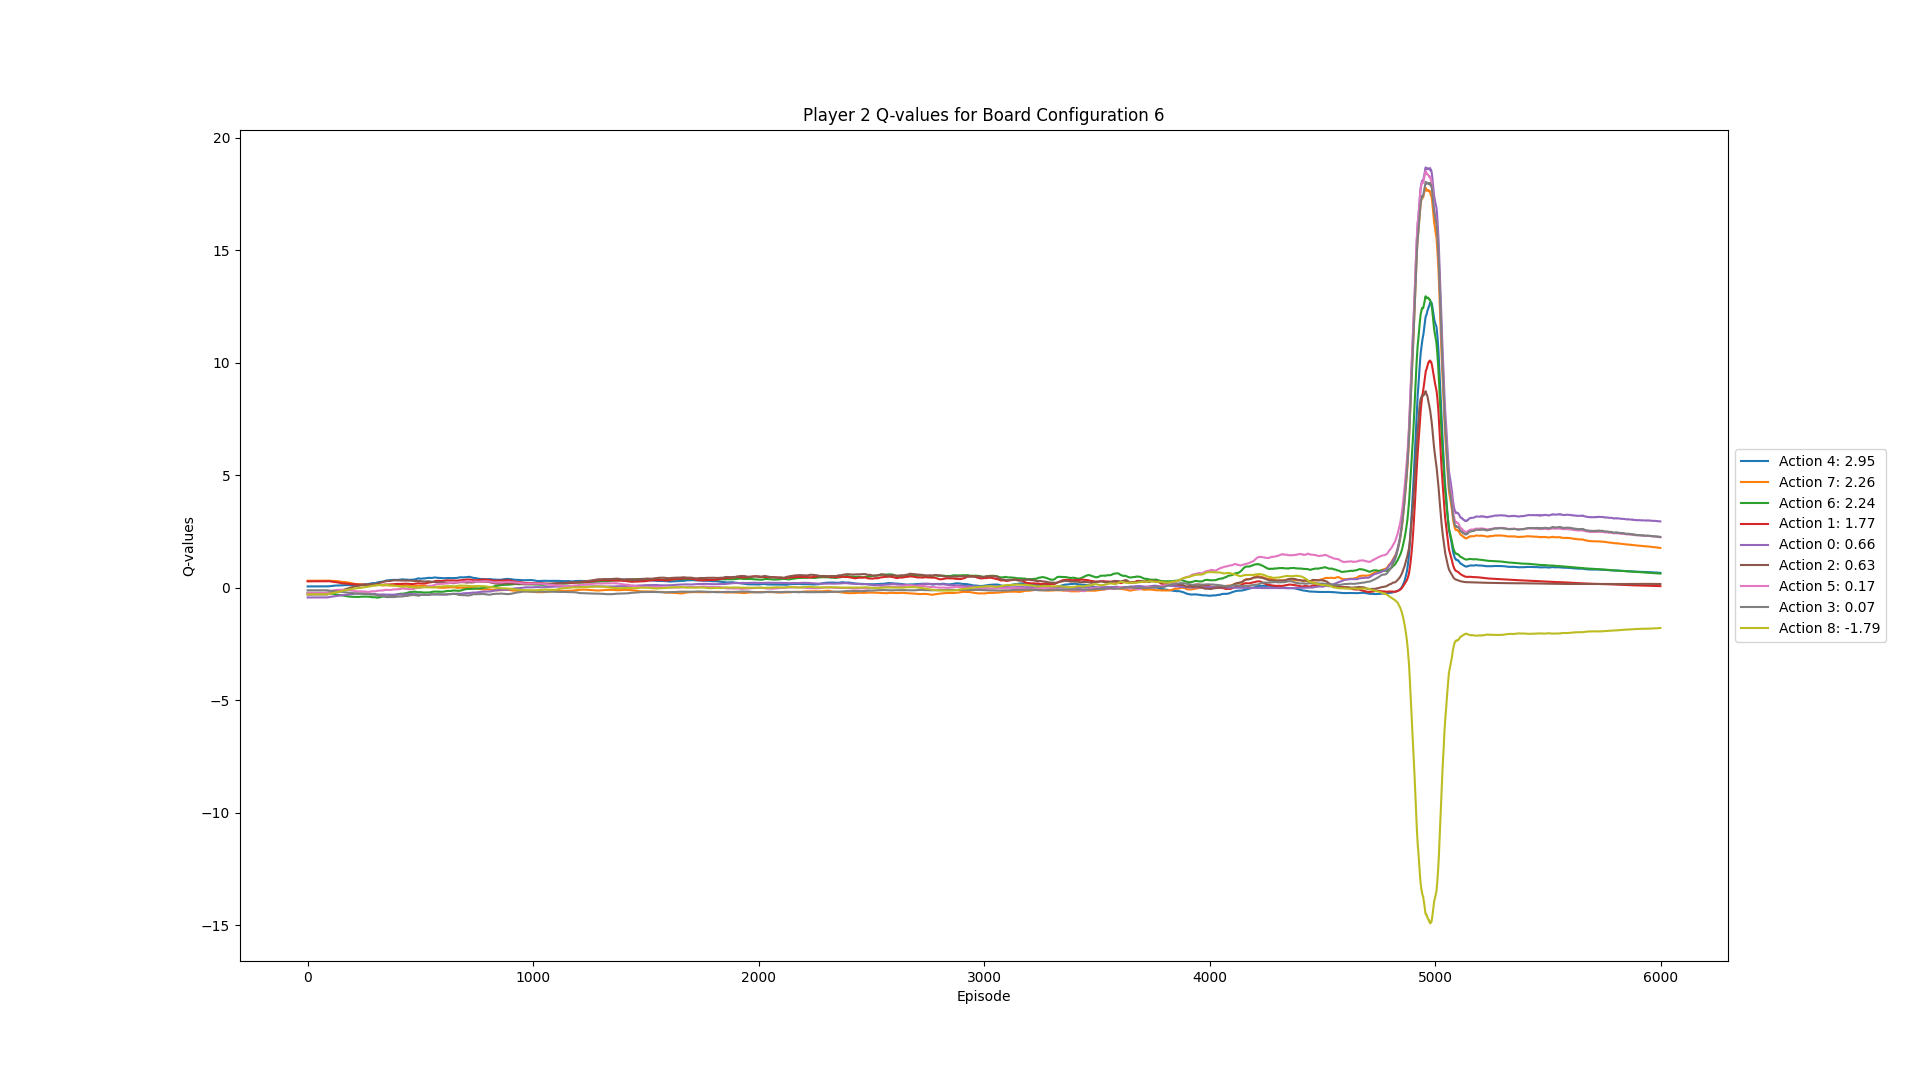 Player 2 Q-values for Board Configuration 6
20
15
10
5
0
−5
−10
−15
Q-values
0 1000 2000 3000 4000 5000 6000
Episode
Action 4: 2.95
Action 7: 2.26
Action 6: 2.24
Action 1: 1.77
Action 0: 0.66
Action 2: 0.63
Action 5: 0.17
Action 3: 0.07
Action 8: -1.79